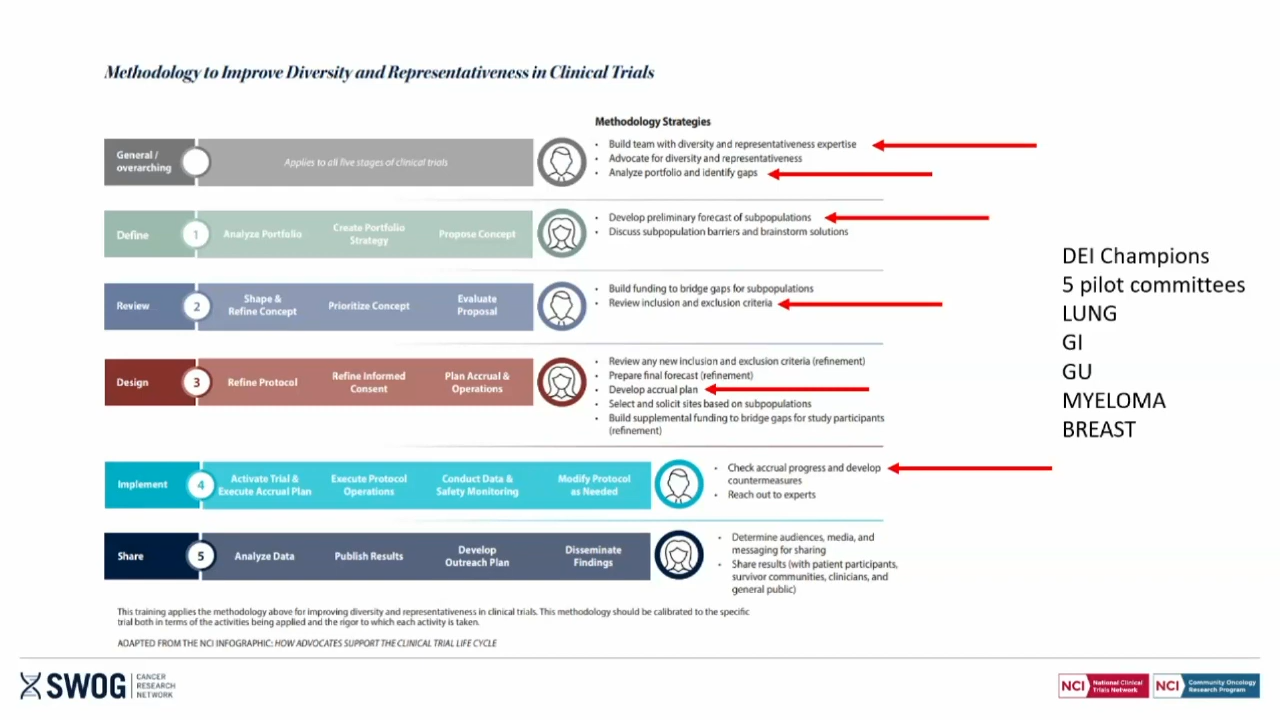 Methodology to Improve Diversity and Representativeness in Clinical Trials
Methodology Strategies
General /
overarching
Applies to all five stages of clinical trials
• Build team with diversity and representativeness expertise
• Advocate for diversity and representativeness
• Analyze portfolio and identify gaps
Define
1
Analyze Portfolio
Create Portfolio
Strategy
Propose Concept
• Develop preliminary forecast of subpopulations
• Discuss subpopulation barriers and brainstorm solutions
Review
2
Shape &
Refine Concept
Prioritize Concept
Evaluate
Proposal
• Build funding to bridge gaps for subpopulations
• Review inclusion and exclusion criteria
Design
3
Refine Protocol
Refine Informed
Consent
Plan Accrual &
Operations
• Review any new inclusion and exclusion criteria (refinement)
• Prepare final forecast (refinement)
• Develop accrual plan
• Select and solicit sites based on subpopulations
• Build supplemental funding to bridge gaps for study participants
(refinement)
Implement
4
Activate Trial &
Execute Accrual Plan
Execute Protocol
Operations
Conduct Data &
Safety Monitoring
Modify Protocol
as Needed
• Check accrual progress and develop
countermeasures
• Reach out to experts
Share
5
Analyze Data
Publish Results
Develop
Outreach Plan
Disseminate
Findings
• Determine audiences, media, and
messaging for sharing
• Share results (with patient participants,
survivor communities, clinicians, and
general public)
DEI Champions
5 pilot committees
LUNG
GI
GU
MYELOMA
BREAST
This training applies the methodology above for improving diversity and representativeness in clinical trials. This methodology should be calibrated to the specific
trial both in terms of the activities being applied and the rigor to which each activity is taken.
ADAPTED FROM THE NCI INFOGRAPHIC: HOW ADVOCATES SUPPORT THE CLINICAL TRIAL LIFE CYCLE
SWOG
CANCER
RESEARCH
NETWORK
NCI
National Clinical
Trials Network
NCI
Community Oncology
Research Program